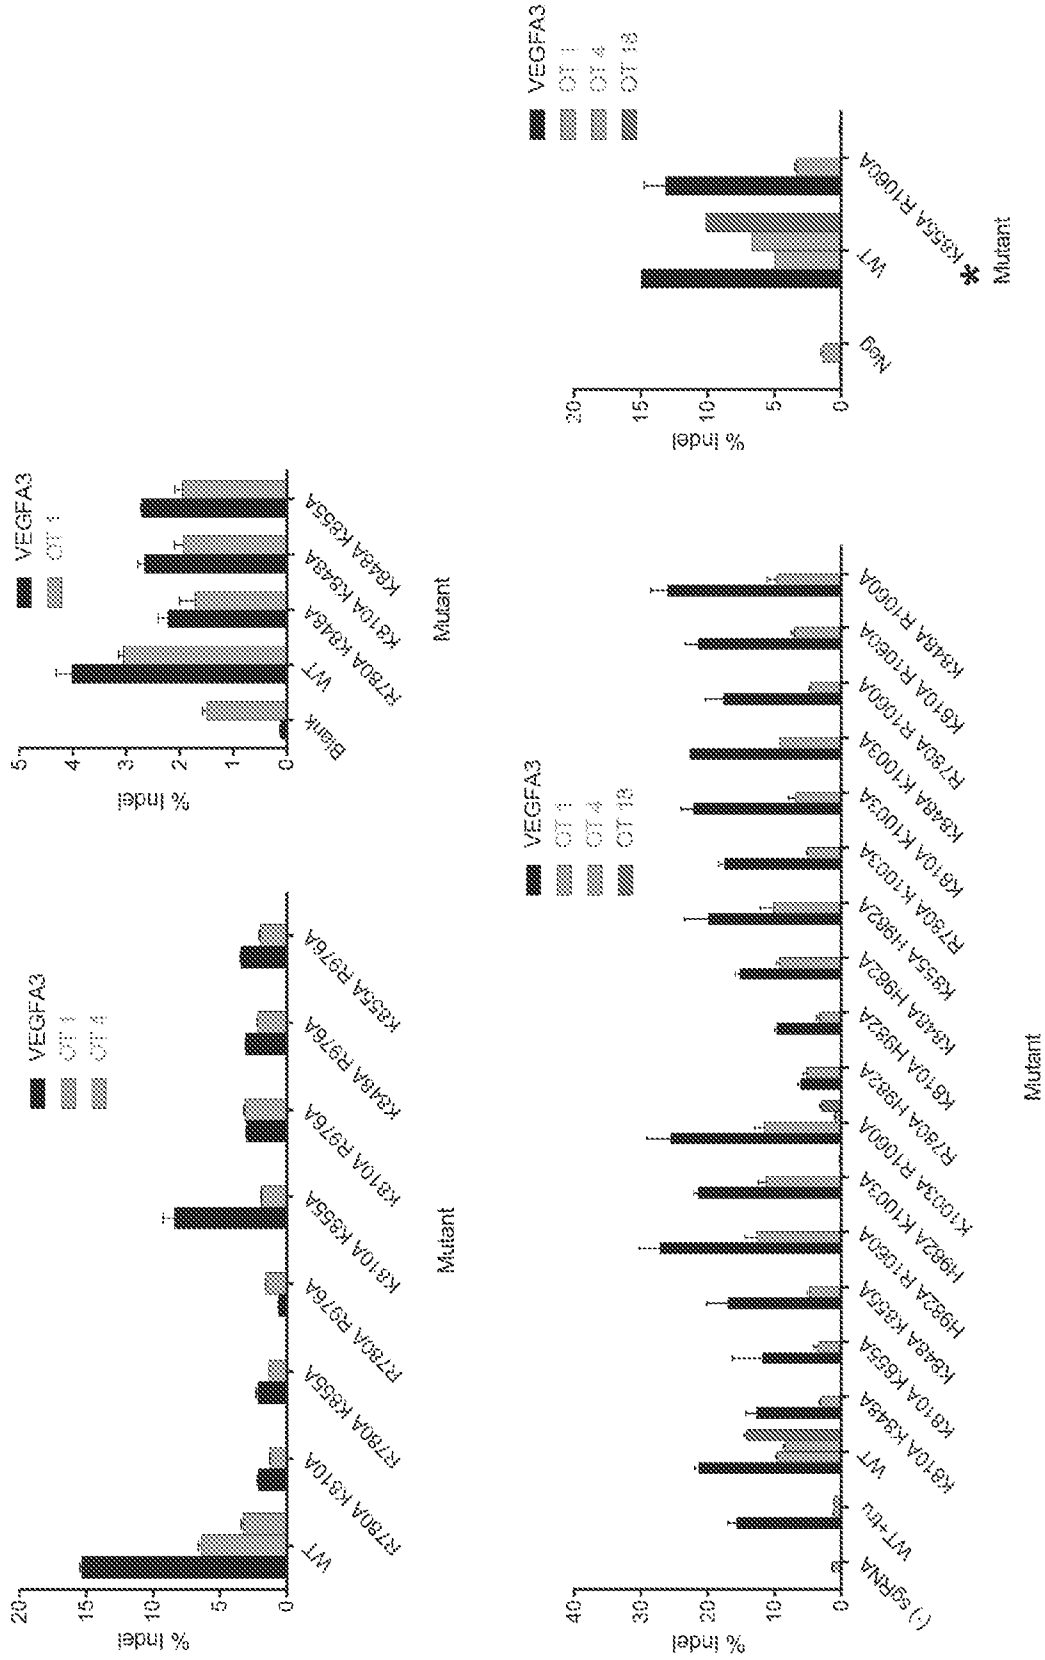 VEGFA3
OT 1
OT 4
% Indel
20
15
10
5
0
WT
R780A K810A
R780A K855A
R780A R976A
K810A K855A
K810A R976A
K848A R976A
K855A R976A
Mutant
VEGFA3
OT 1
% Indel
5
4
3
2
1
0
Blank
WT
R780A K848A
K810A K848A
K848A K855A
Mutant
VEGFA3
OT 1
OT 4
OT 18
% Indel
40
30
20
10
0
(-) sgRNA
WT+tru
WT
K810A K848A
K810A K855A
K848A K855A
H982A R1060A
H982A K1003A
K1003A R1060A
R780A H982A
K810A H982A
K848A H982A
K855A H982A
R780A K1003A
K810A K1003A
K848A K1003A
R780A R1060A
K810A R1060A
K848A R1060A
Mutant
VEGFA3
OT 1
OT 4
OT 18
% Indel
20
15
10
5
0
Neg
WT
* K855A R1060A
Mutant